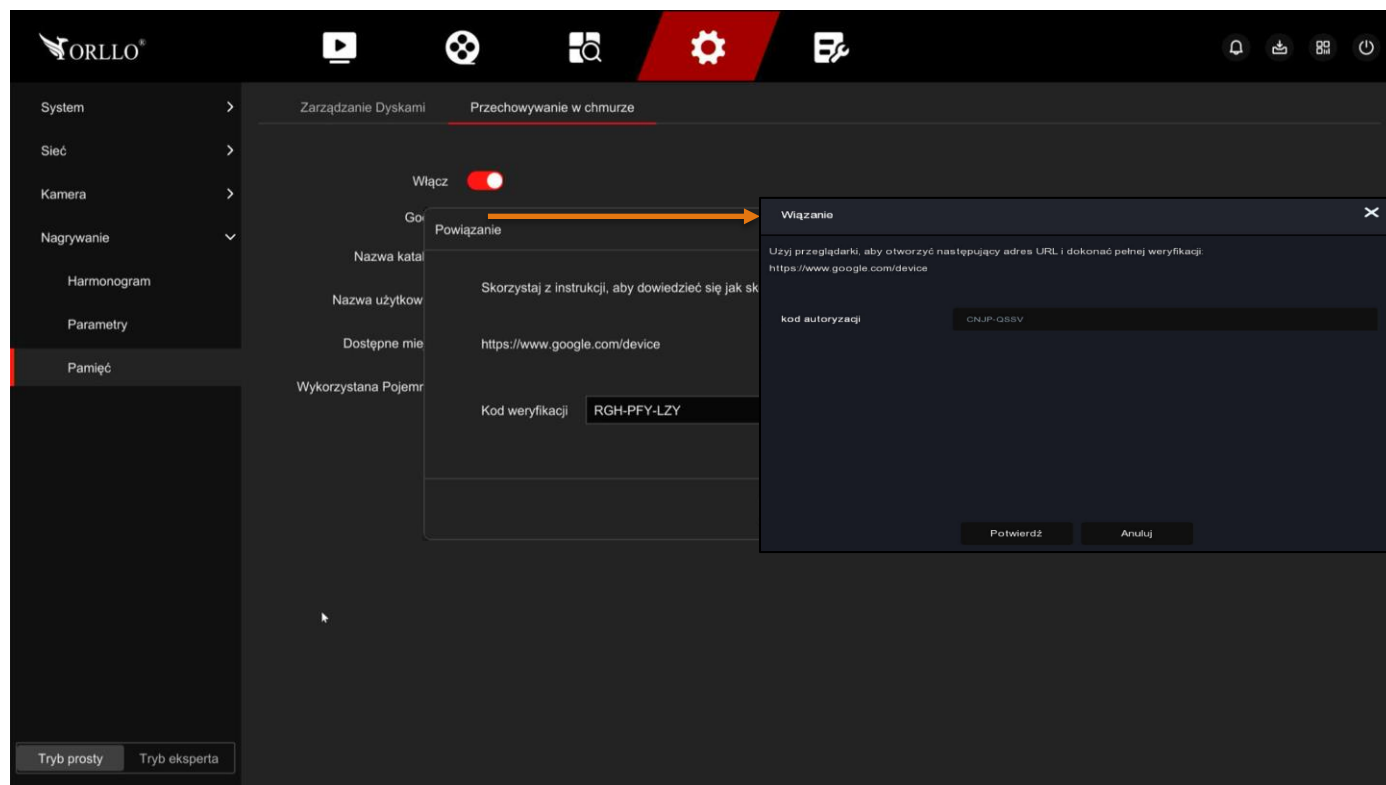 ORLLO®
System
Sieć
Kamera
Nagrywanie
Harmonogram
Parametry
Pamięć
Tryb prosty Tryb eksperta
Zarządzanie Dyskami Przechowywanie w chmurze
Włącz
Goo
Nazwa katal
Nazwa użytkow
Dostępne mie
Wykorzystana Pojemn
Powiązanie
Skorzystaj z instrukcji, aby dowiedzieć się jak sk
https://www.google.com/device
Kod weryfikacji RGH-PFY-LZY
Wiązanie
Użyj przeglądarki, aby otworzyć następujący adres URL i dokonać pełnej weryfikacji:
https://www.google.com/device
kod autoryzacji CNJP-QSSV
Potwierdź Anuluj